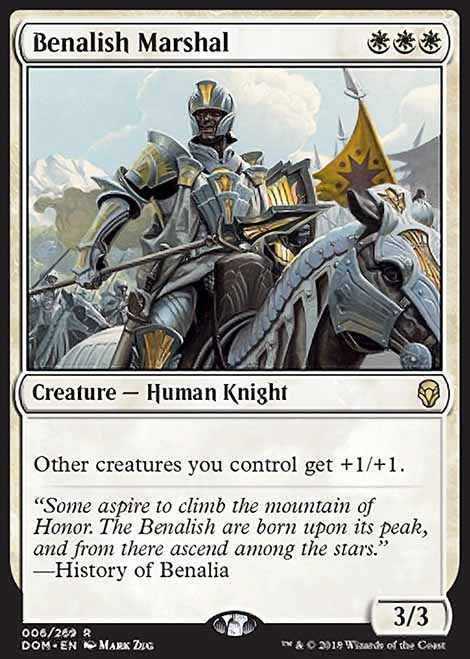 Benalish Marshal
Creature — Human Knight
Other creatures you control get +1/+1.
“Some aspire to climb the mountain of
Honor. The Benalish are born upon its peak,
and from there ascend among the stars.”
—History of Benalia
3/3
006/269 R
DOM • EN Mark Zug
™ & © 2018 Wizards of the Coast